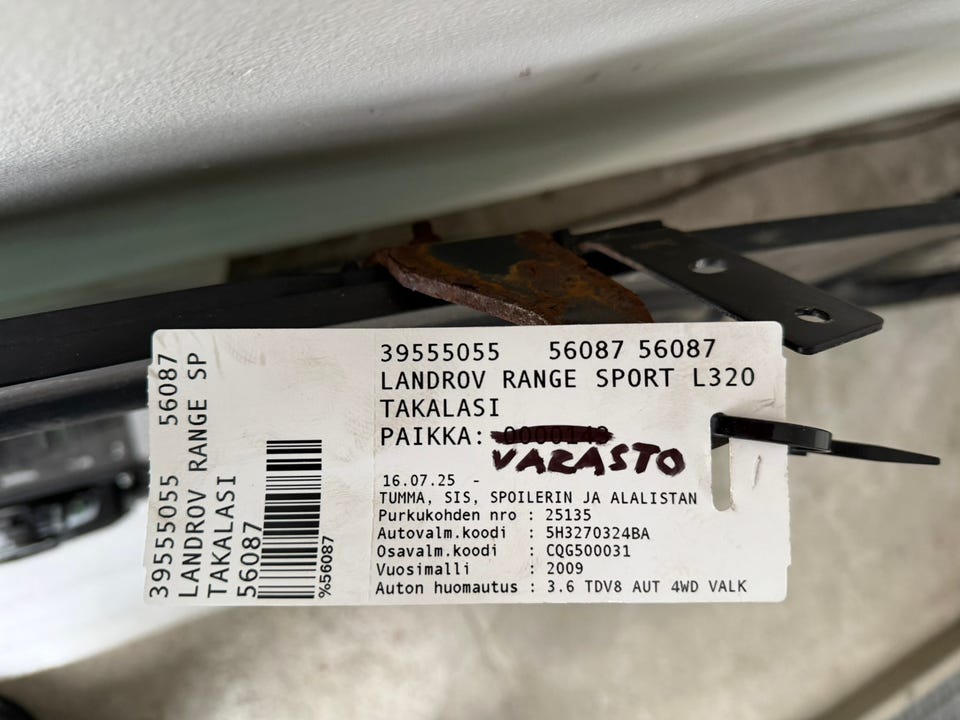 39555055 56087
LANDROV RANGE SP
TAKALASI
56087
%56087
39555055 56087 56087
LANDROV RANGE SPORT L320
TAKALASI
PAIKKA: 0000149
VARASTO
16.07.25 -
TUMMA, SIS, SPOILERIN JA ALALISTAN
Purkukohden nro : 25135
Autovalm.koodi : 5H3270324BA
Osavalm.koodi : CQG500031
Vuosimalli : 2009
Auton huomautus : 3.6 TDV8 AUT 4WD VALK